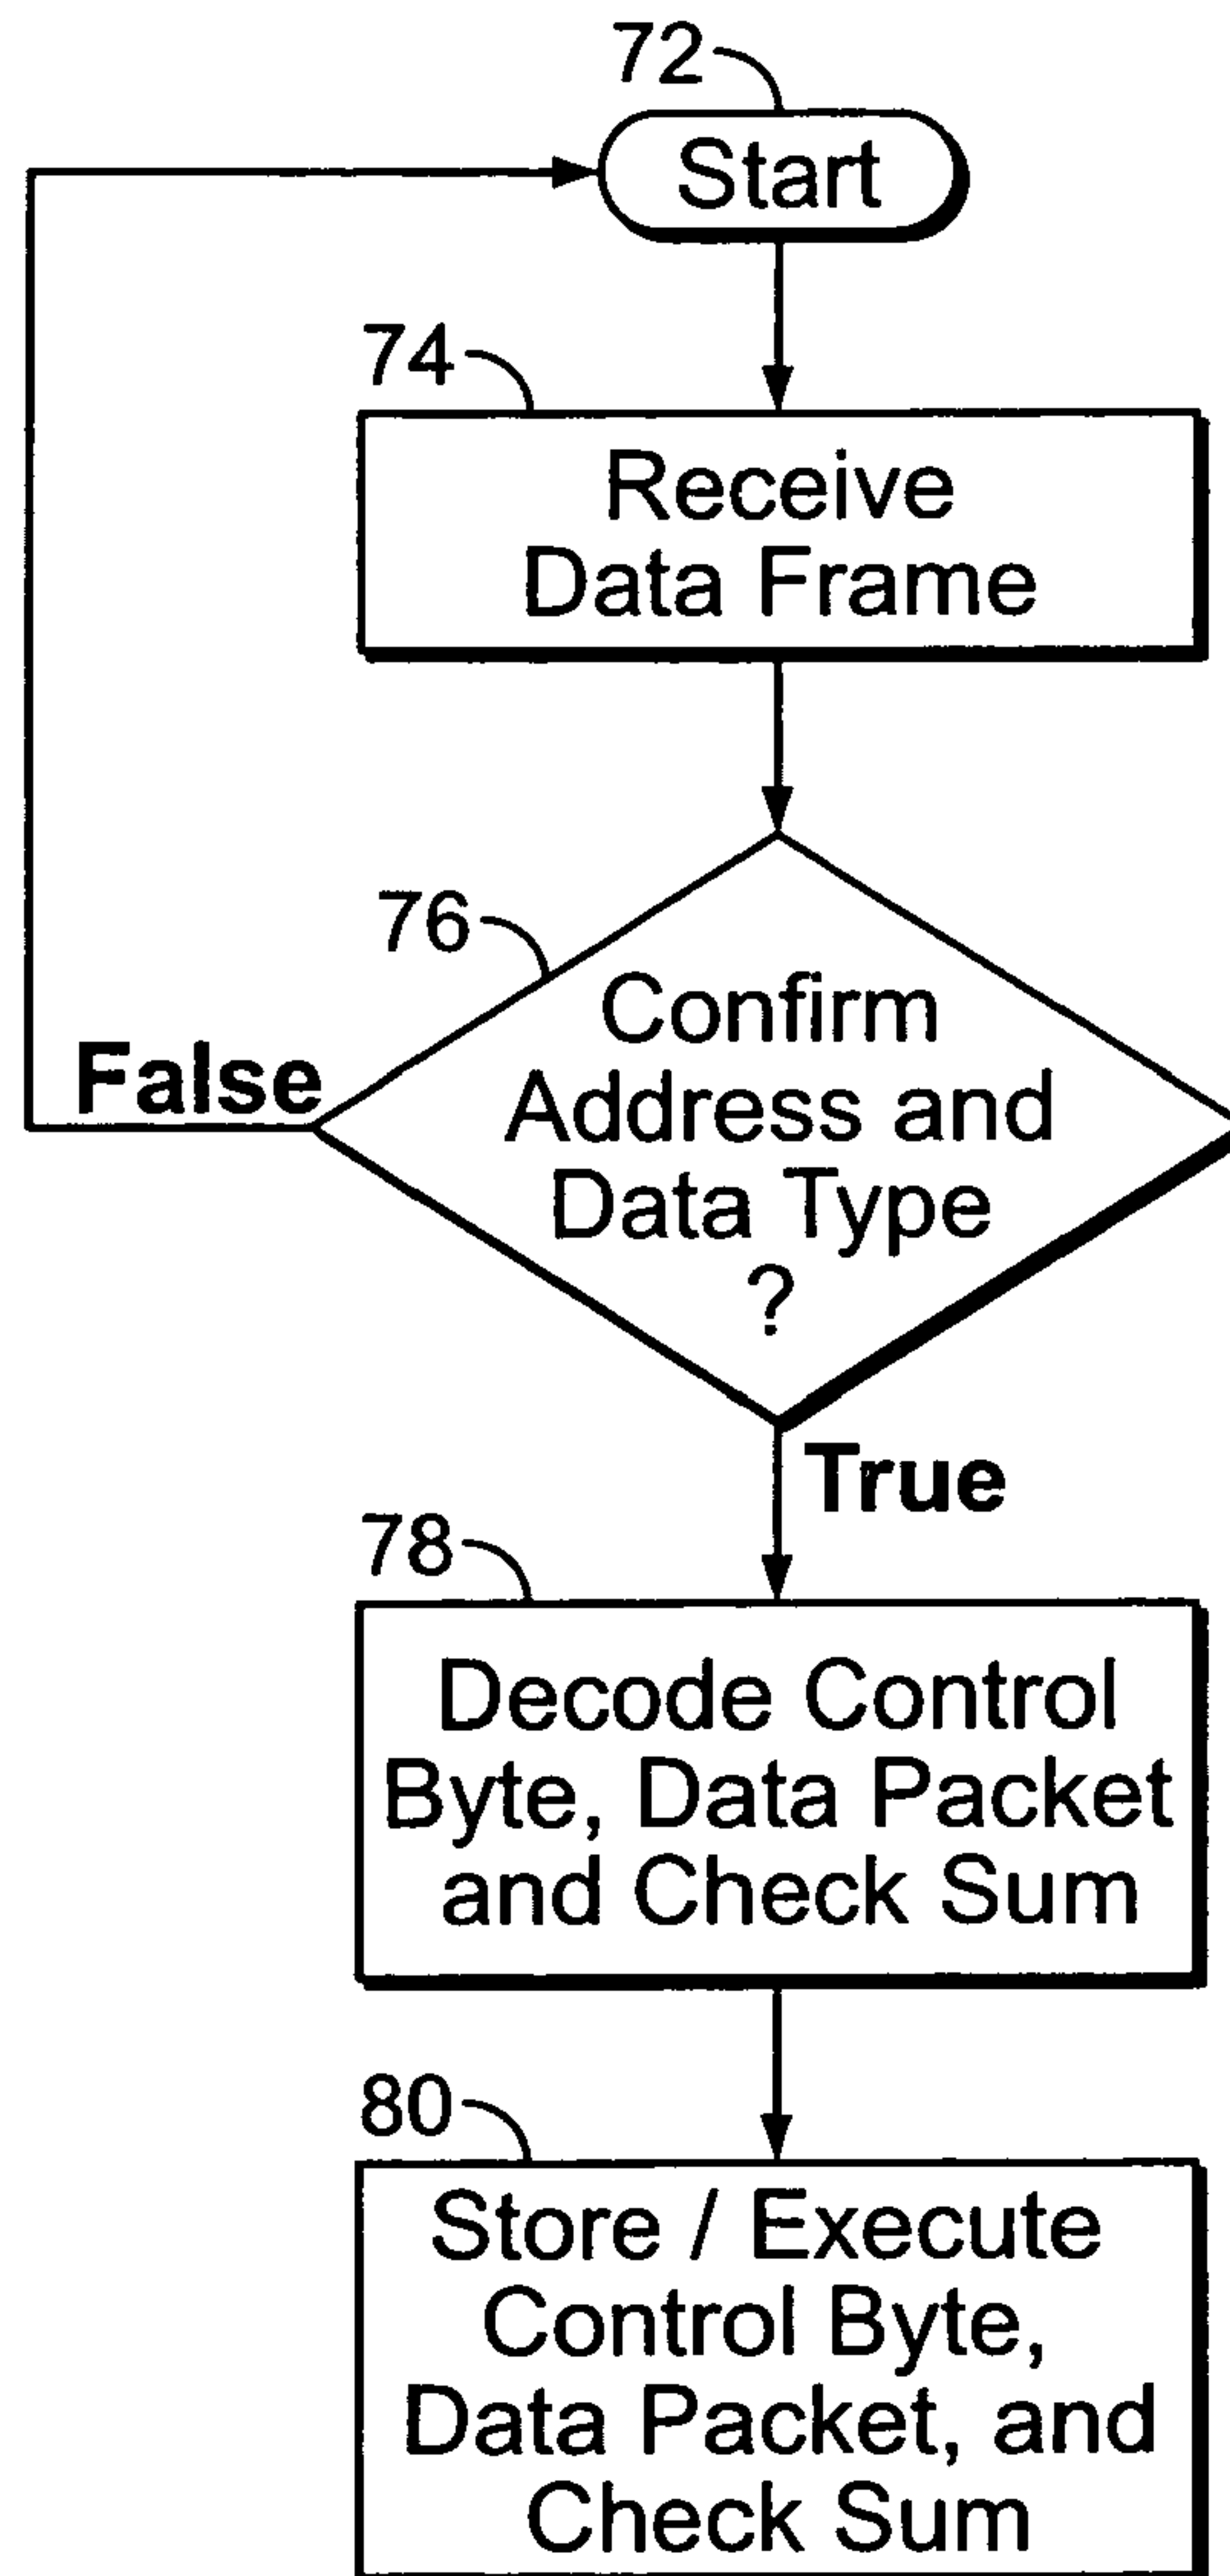 72
Start
74
Receive
Data Frame
76
Confirm
Address and
Data Type
?
False
True
78
Decode Control
Byte, Data Packet
and Check Sum
80
Store / Execute
Control Byte,
Data Packet, and
Check Sum